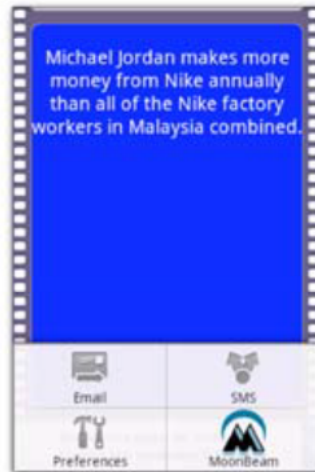 Michael Jordan makes more
money from Nike annually
than all of the Nike factory
workers in Malaysia combined.
Email
SMS
Preferences
MoonBeam